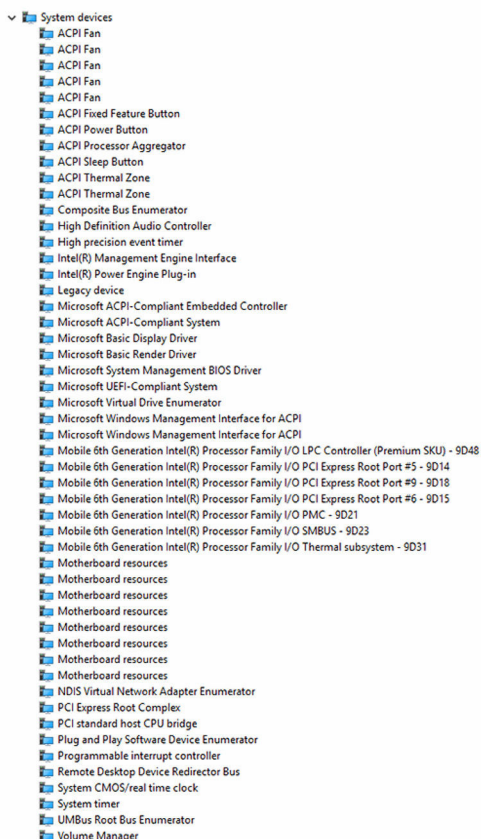 System devices
ACPI Fan
ACPI Fan
ACPI Fan
ACPI Fan
ACPI Fan
ACPI Fixed Feature Button
ACPI Power Button
ACPI Processor Aggregator
ACPI Sleep Button
ACPI Thermal Zone
ACPI Thermal Zone
Composite Bus Enumerator
High Definition Audio Controller
High precision event timer
Intel(R) Management Engine Interface
Intel(R) Power Engine Plug-in
Legacy device
Microsoft ACPI-Compliant Embedded Controller
Microsoft ACPI-Compliant System
Microsoft Basic Display Driver
Microsoft Basic Render Driver
Microsoft System Management BIOS Driver
Microsoft UEFI-Compliant System
Microsoft Virtual Drive Enumerator
Microsoft Windows Management Interface for ACPI
Microsoft Windows Management Interface for ACPI
Mobile 6th Generation Intel(R) Processor Family I/O LPC Controller (Premium SKU) - 9D48
Mobile 6th Generation Intel(R) Processor Family I/O PCI Express Root Port #5 - 9D14
Mobile 6th Generation Intel(R) Processor Family I/O PCI Express Root Port #9 - 9D18
Mobile 6th Generation Intel(R) Processor Family I/O PCI Express Root Port #6 - 9D15
Mobile 6th Generation Intel(R) Processor Family I/O PMC - 9D21
Mobile 6th Generation Intel(R) Processor Family I/O SMBUS - 9D23
Mobile 6th Generation Intel(R) Processor Family I/O Thermal subsystem - 9D31
Motherboard resources
Motherboard resources
Motherboard resources
Motherboard resources
Motherboard resources
Motherboard resources
Motherboard resources
Motherboard resources
NDIS Virtual Network Adapter Enumerator
PCI Express Root Complex
PCI standard host CPU bridge
Plug and Play Software Device Enumerator
Programmable interrupt controller
Remote Desktop Device Redirector Bus
System CMOS/real time clock
System timer
UMBus Root Bus Enumerator
Volume Manager